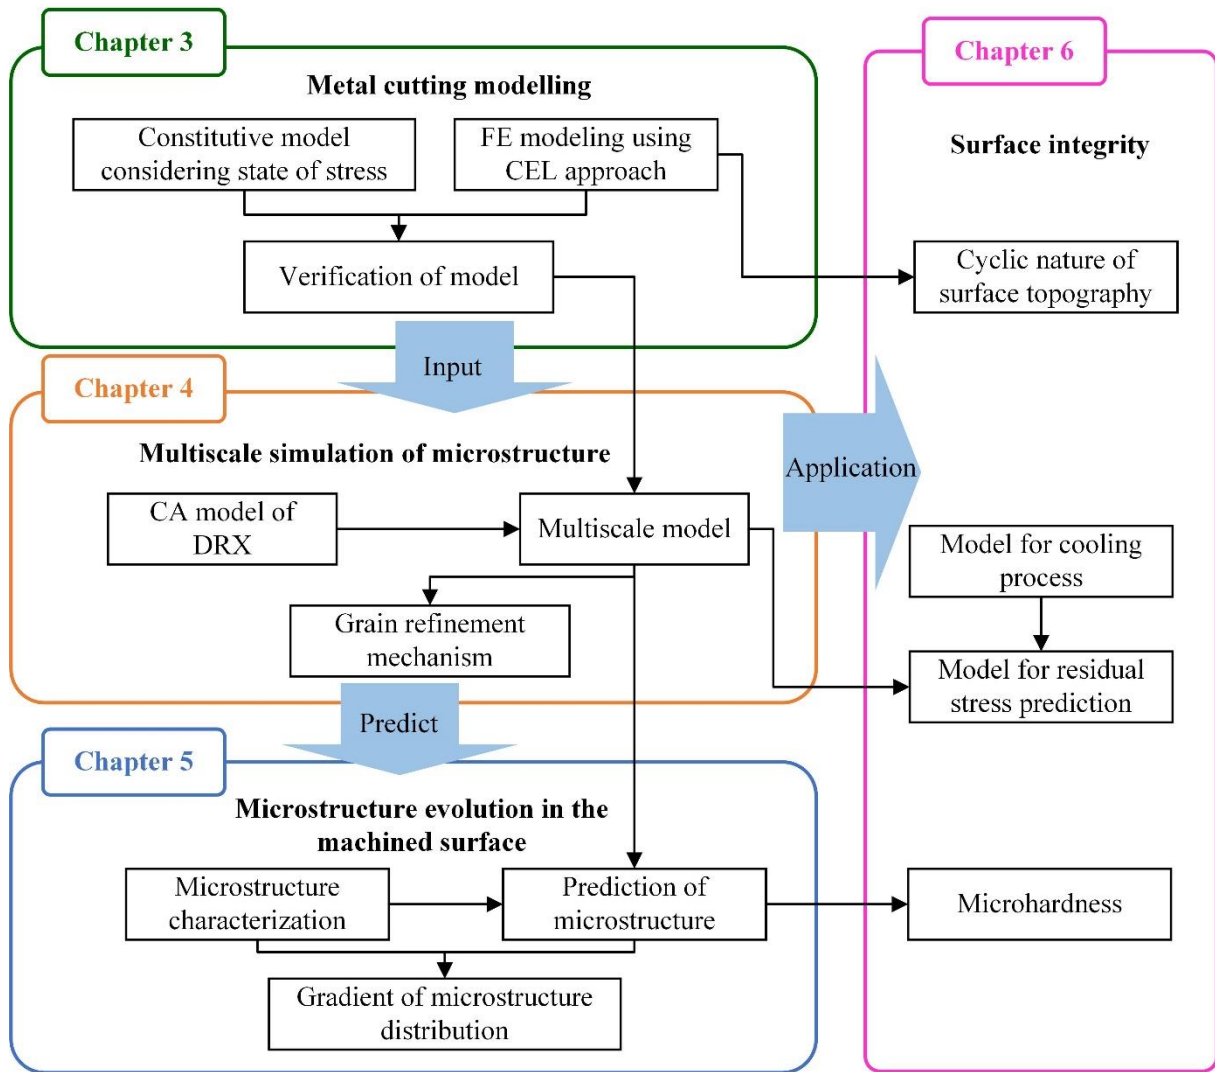 Chapter 3
Metal cutting modelling
Constitutive model
considering state of stress
FE modeling using
CEL approach
Verification of model
Input
Chapter 4
Multiscale simulation of microstructure
CA model of
DRX
Multiscale model
Grain refinement
mechanism
Predict
Chapter 5
Microstructure evolution in the
machined surface
Microstructure
characterization
Prediction of
microstructure
Gradient of microstructure
distribution
Application
Chapter 6
Surface integrity
Cyclic nature of
surface topography
Model for cooling
process
Model for residual
stress prediction
Microhardness